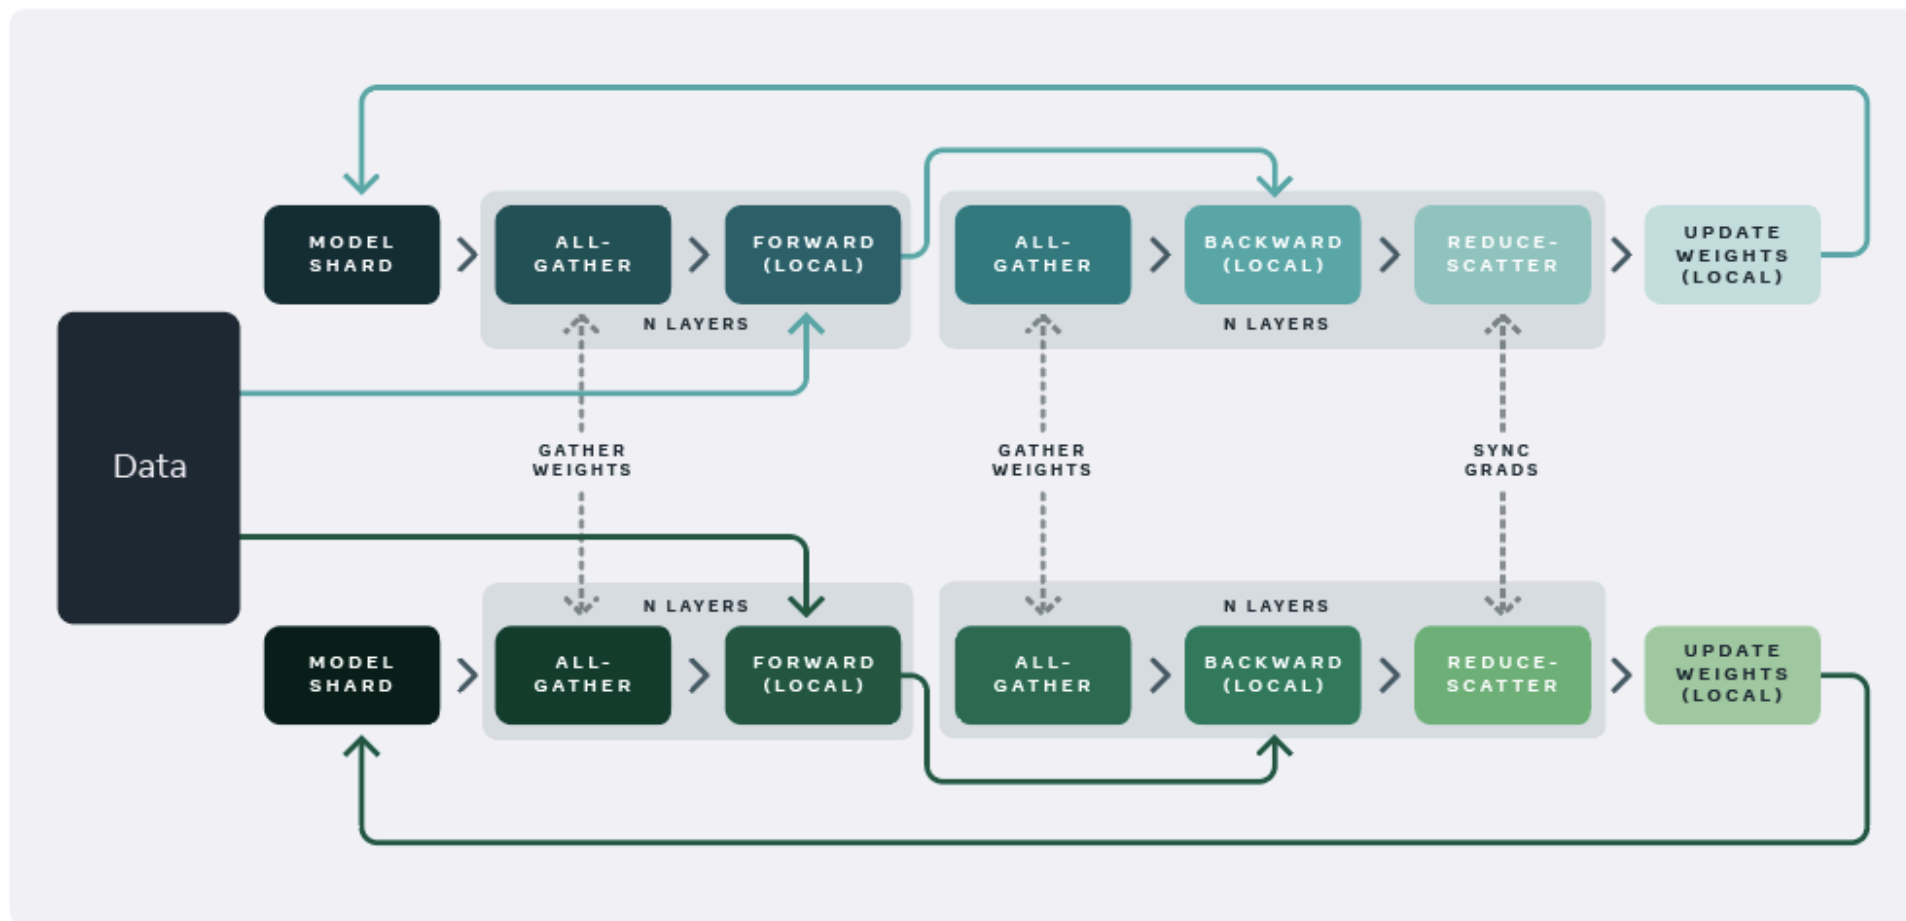 MODEL
SHARD
ALL-
GATHER
FORWARD
(LOCAL)
ALL-
GATHER
BACKWARD
(LOCAL)
REDUCE-
SCATTER
UPDATE
WEIGHTS
(LOCAL)
N LAYERS
N LAYERS
Data
GATHER
WEIGHTS
GATHER
WEIGHTS
SYNC
GRADS
N LAYERS
N LAYERS
MODEL
SHARD
ALL-
GATHER
FORWARD
(LOCAL)
ALL-
GATHER
BACKWARD
(LOCAL)
REDUCE-
SCATTER
UPDATE
WEIGHTS
(LOCAL)